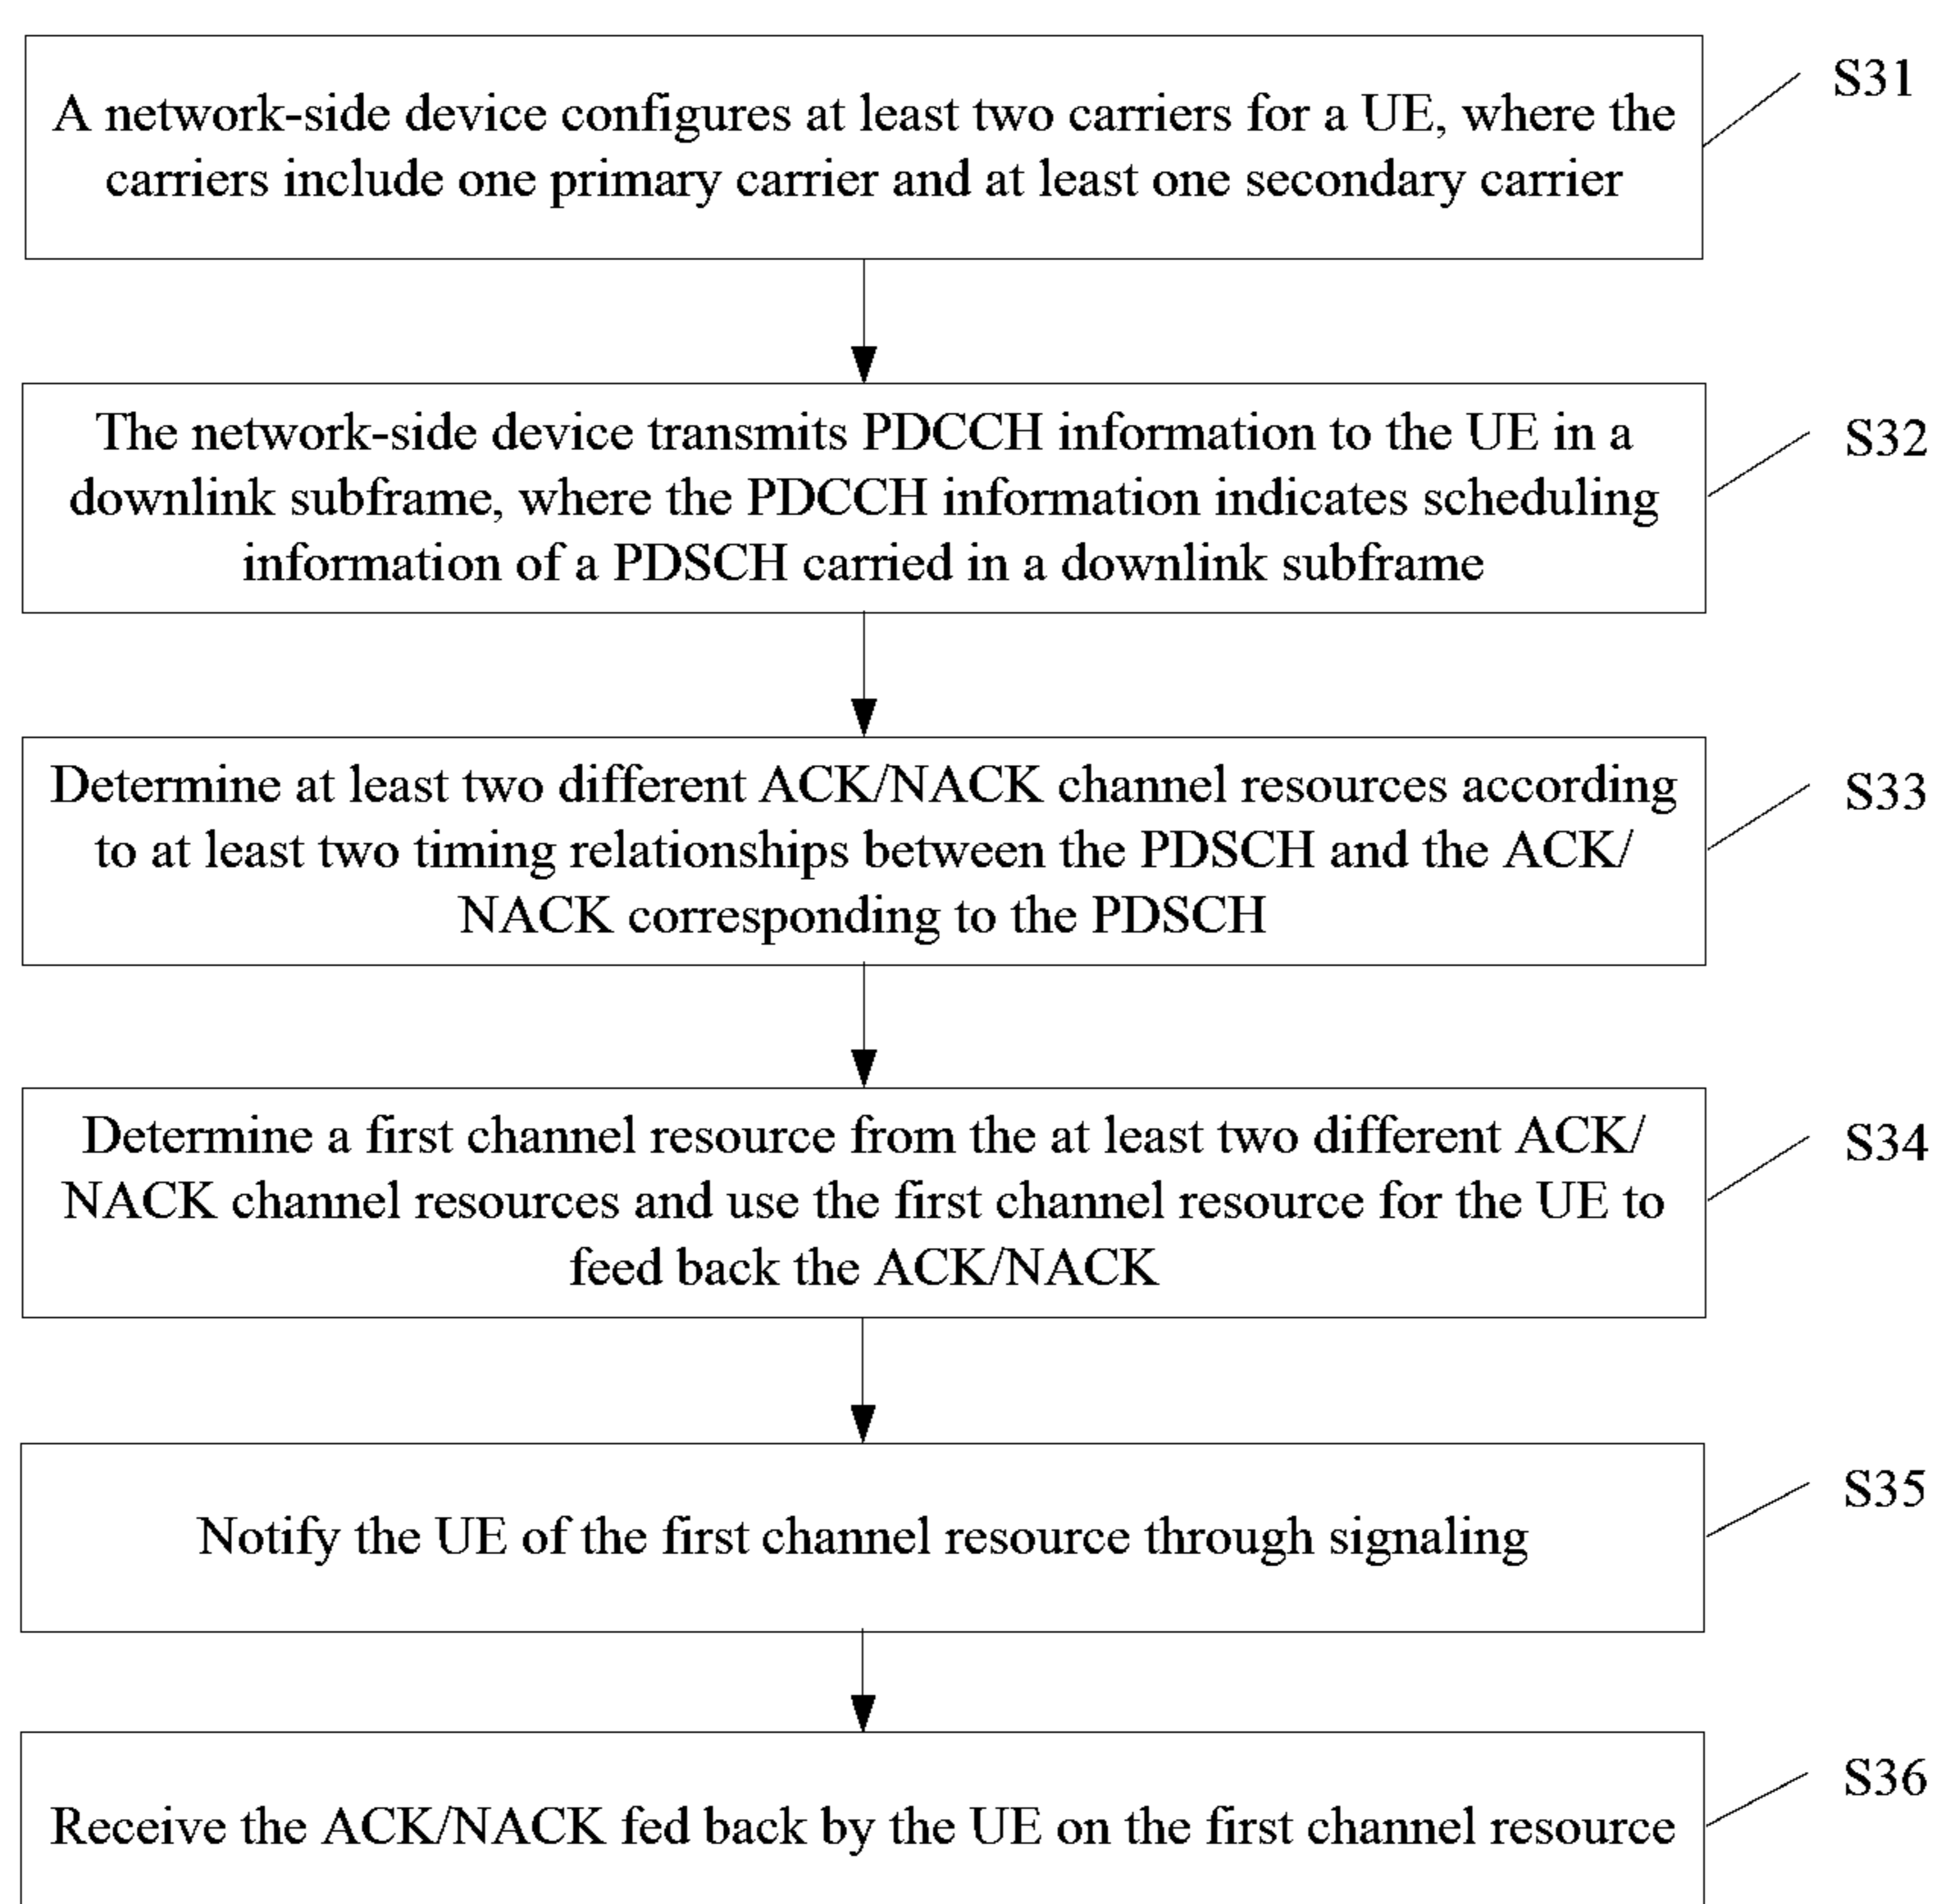 A network-side device configures at least two carriers for a UE, where the
carriers include one primary carrier and at least one secondary carrier
S31
The network-side device transmits PDCCH information to the UE in a
downlink subframe, where the PDCCH information indicates scheduling
information of a PDSCH carried in a downlink subframe
S32
Determine at least two different ACK/NACK channel resources according
to at least two timing relationships between the PDSCH and the ACK/
NACK corresponding to the PDSCH
S33
Determine a first channel resource from the at least two different ACK/
NACK channel resources and use the first channel resource for the UE to
feed back the ACK/NACK
S34
Notify the UE of the first channel resource through signaling
S35
Receive the ACK/NACK fed back by the UE on the first channel resource
S36